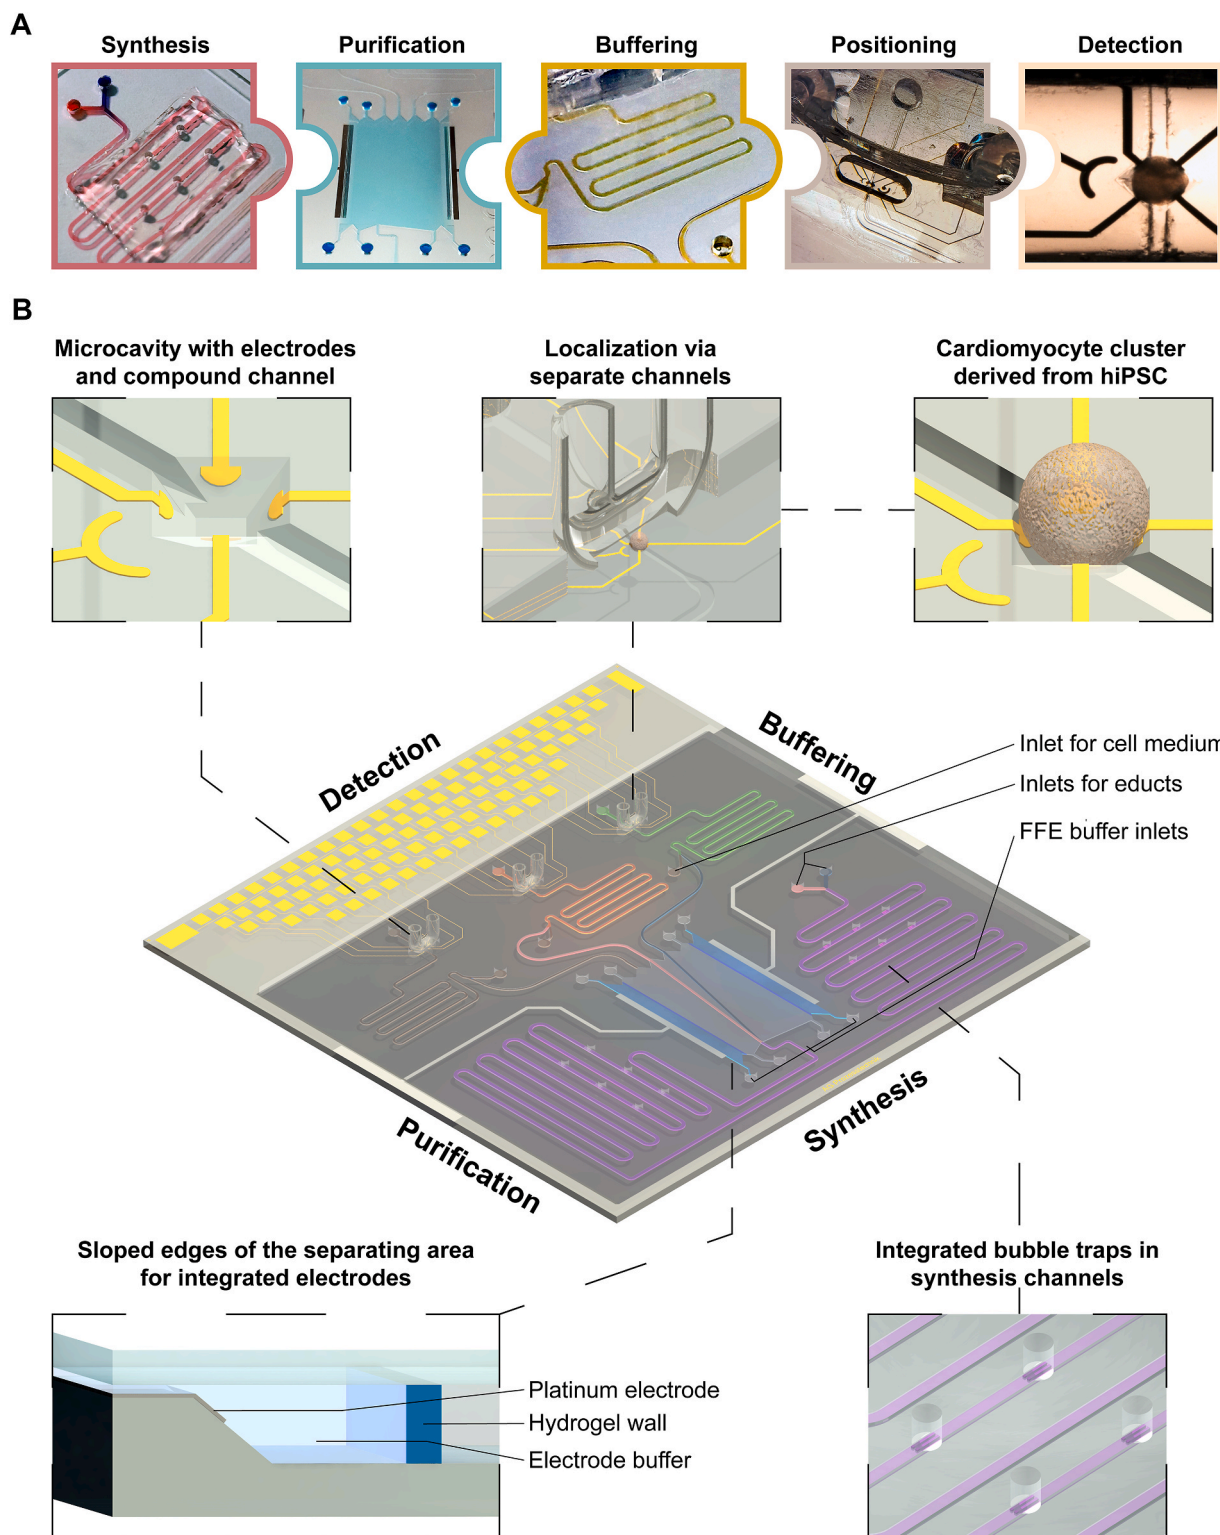 A
Synthesis
Purification
Buffering
Positioning
Detection
B
Microcavity with electrodes
and compound channel
Localization via
separate channels
Cardiomyocyte cluster
derived from hiPSC
Detection
Buffering
Inlet for cell medium
Inlets for educts
FFE buffer inlets
Purification
Synthesis
Sloped edges of the separating area
for integrated electrodes
Integrated bubble traps in
synthesis channels
Platinum electrode
Hydrogel wall
Electrode buffer